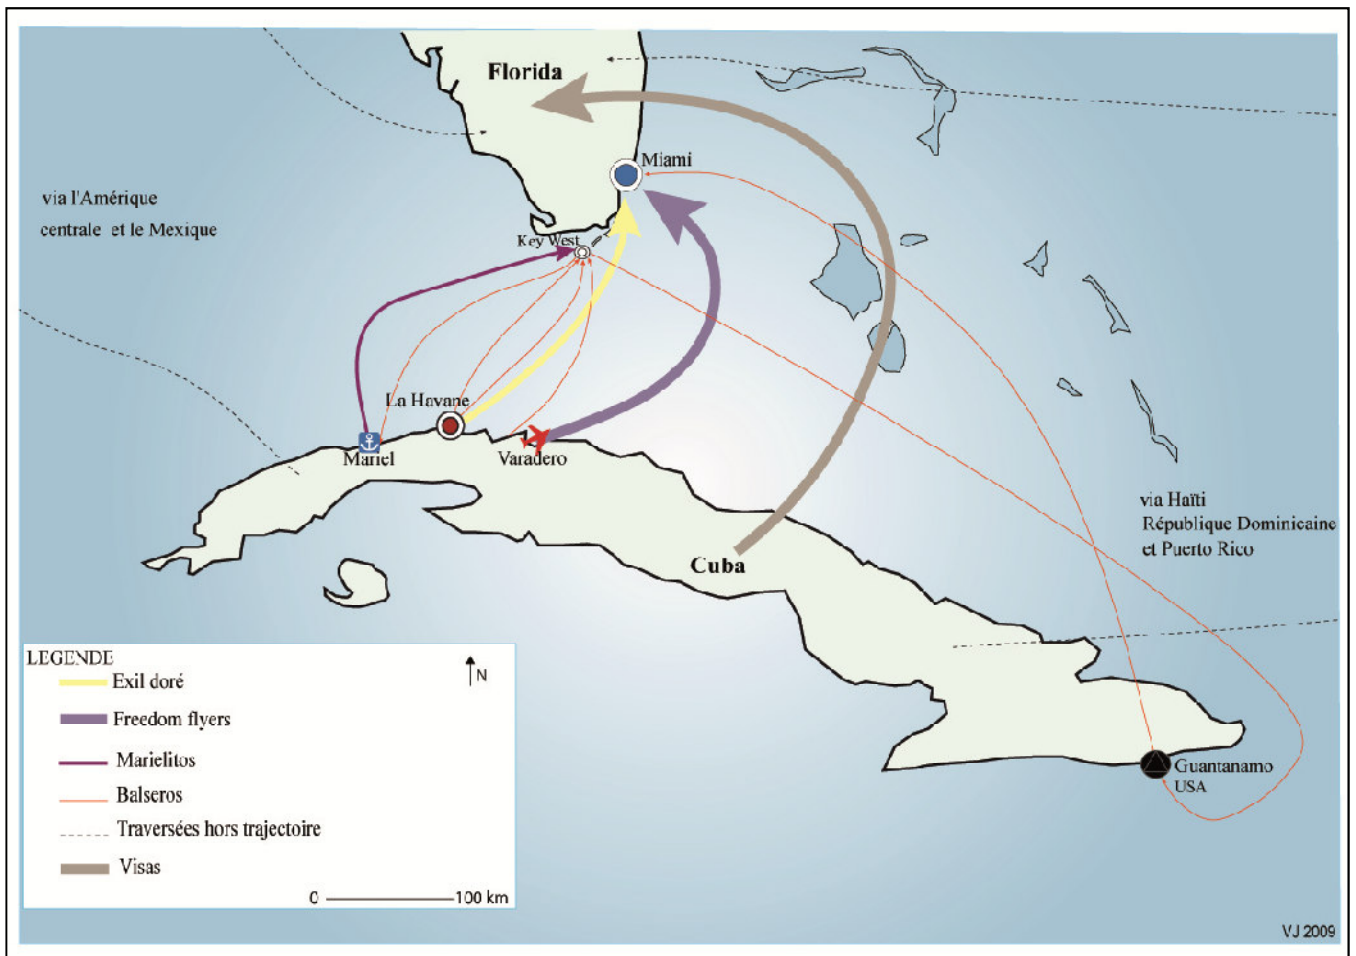 Florida
Miami
via l'Amérique
centrale et le Mexique
Key West
La Havane
Mariel
Varadero
via Haïti
République Dominicaine
et Puerto Rico
Cuba
Guantanamo
USA
LEGENDE
N
Exil doré
Freedom flyers
Marielitos
Balseros
Traversées hors trajectoire
Visas
0 100 km
VJ 2009